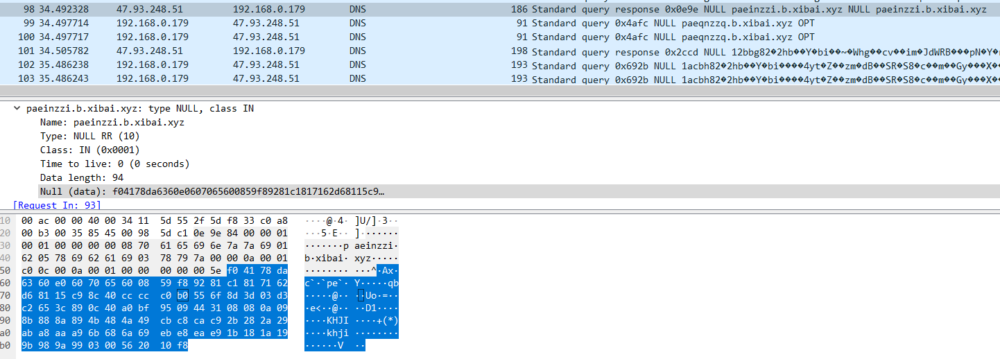 98 34.492328 47.93.248.51 192.168.0.179 DNS 186 Standard query response 0x0e9e NULL paeinzzi.b.xibai.xyz NULL paeinzzi.b.xibai.xyz
99 34.497714 192.168.0.179 47.93.248.51 DNS 91 Standard query 0x4afc NULL paeqnzzq.b.xibai.xyz OPT
100 34.497717 192.168.0.179 47.93.248.51 DNS 91 Standard query 0x4afc NULL paeqnzzq.b.xibai.xyz OPT
101 34.505782 47.93.248.51 192.168.0.179 DNS 198 Standard query response 0x2ccd NULL 12bbg82�2hb��Y�bi��~�Whg��cv��im�JdWRB���pN�Y�
102 35.486238 192.168.0.179 47.93.248.51 DNS 193 Standard query 0x692b NULL 1acbh82�2hb��Y�bi����4yt�Z��zm�dB��SR�S8�c��m��Gy���X��
103 35.486243 192.168.0.179 47.93.248.51 DNS 193 Standard query 0x692b NULL 1acbh82�2hb��Y�bi����4yt�Z��zm�dB��SR�S8�c��m��Gy���X��
paeinzzi.b.xibai.xyz: type NULL, class IN
Name: paeinzzi.b.xibai.xyz
Type: NULL RR (10)
Class: IN (0x0001)
Time to live: 0 (0 seconds)
Data length: 94
Null (data): f04178da6360e0607065600859f89281c1817162d68115c9…
[Request In: 93]
10 00 ac 00 00 40 00 34 11 5d 55 2f 5d f8 33 c0 a8 ····@·4· ]U/]·3··
20 00 b3 00 35 85 45 00 98 5d c1 0e 9e 84 00 00 01 ···5·E·· ]·······
30 00 01 00 00 00 00 08 70 61 65 69 6e 7a 7a 69 01 ·······p aeinzzi·
40 62 05 78 69 62 61 69 03 78 79 7a 00 00 0a 00 01 b·xibai· xyz·····
50 c0 0c 00 0a 00 01 00 00 00 00 00 5e f0 41 78 da ········ ···^·Ax·
60 63 60 e0 60 70 65 60 08 59 f8 92 81 c1 81 71 62 c`·`pe`· Y·····qb
70 d6 81 15 c9 8c 40 cc cc c0 b0 55 6f 8d 3d 03 d3 ·····@·· ··Uo·=··
80 c2 65 3c 89 0c 40 a0 bf 95 09 44 31 08 08 0a 09 ·e<··@·· ··D1····
90 8b 88 8a 89 4b 48 4a 49 cb c8 ca c9 2b 28 2a 29 ····KHJI ····+(*)
a0 ab a8 aa a9 6b 68 6a 69 eb e8 ea e9 1b 18 1a 19 ····khji ········
b0 9b 98 9a 99 03 00 56 20 10 f8 ······V ··